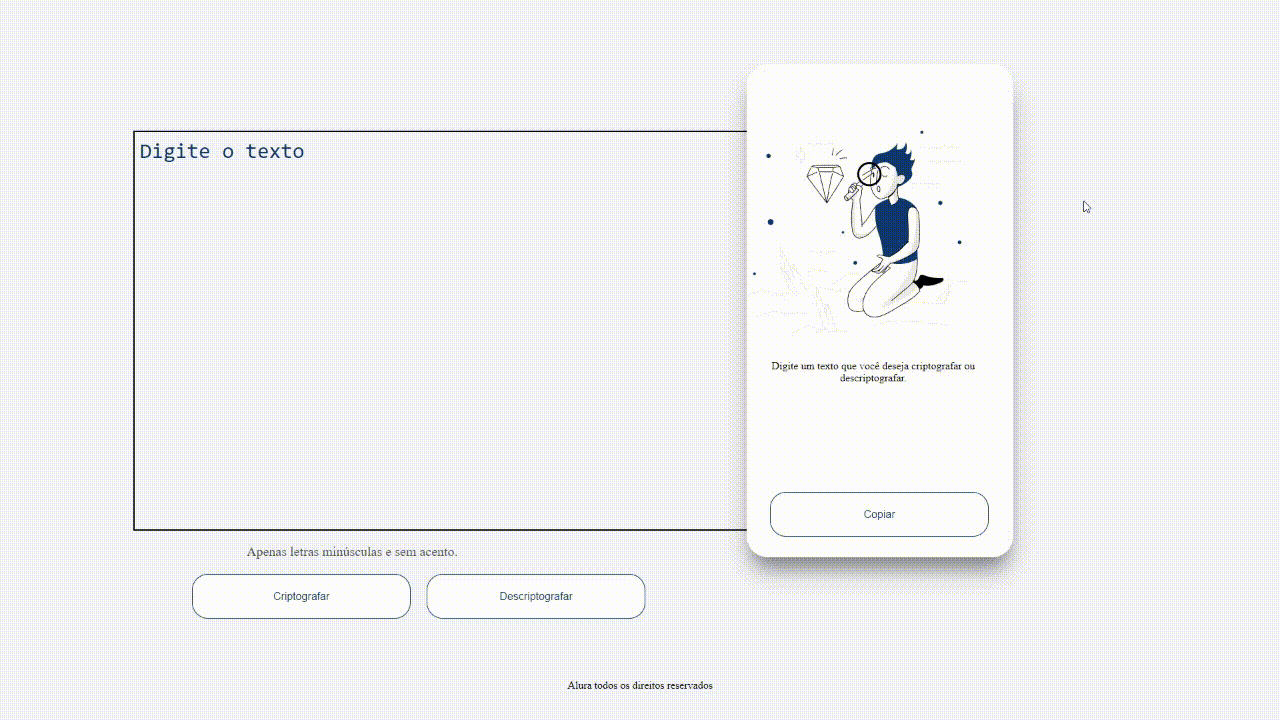 Digite o texto
Digite um texto que você deseja criptografar ou
descriptografar.
Copiar
Apenas letras minúsculas e sem acento.
Criptografar
Descriptografar
Alura todos os direitos reservados